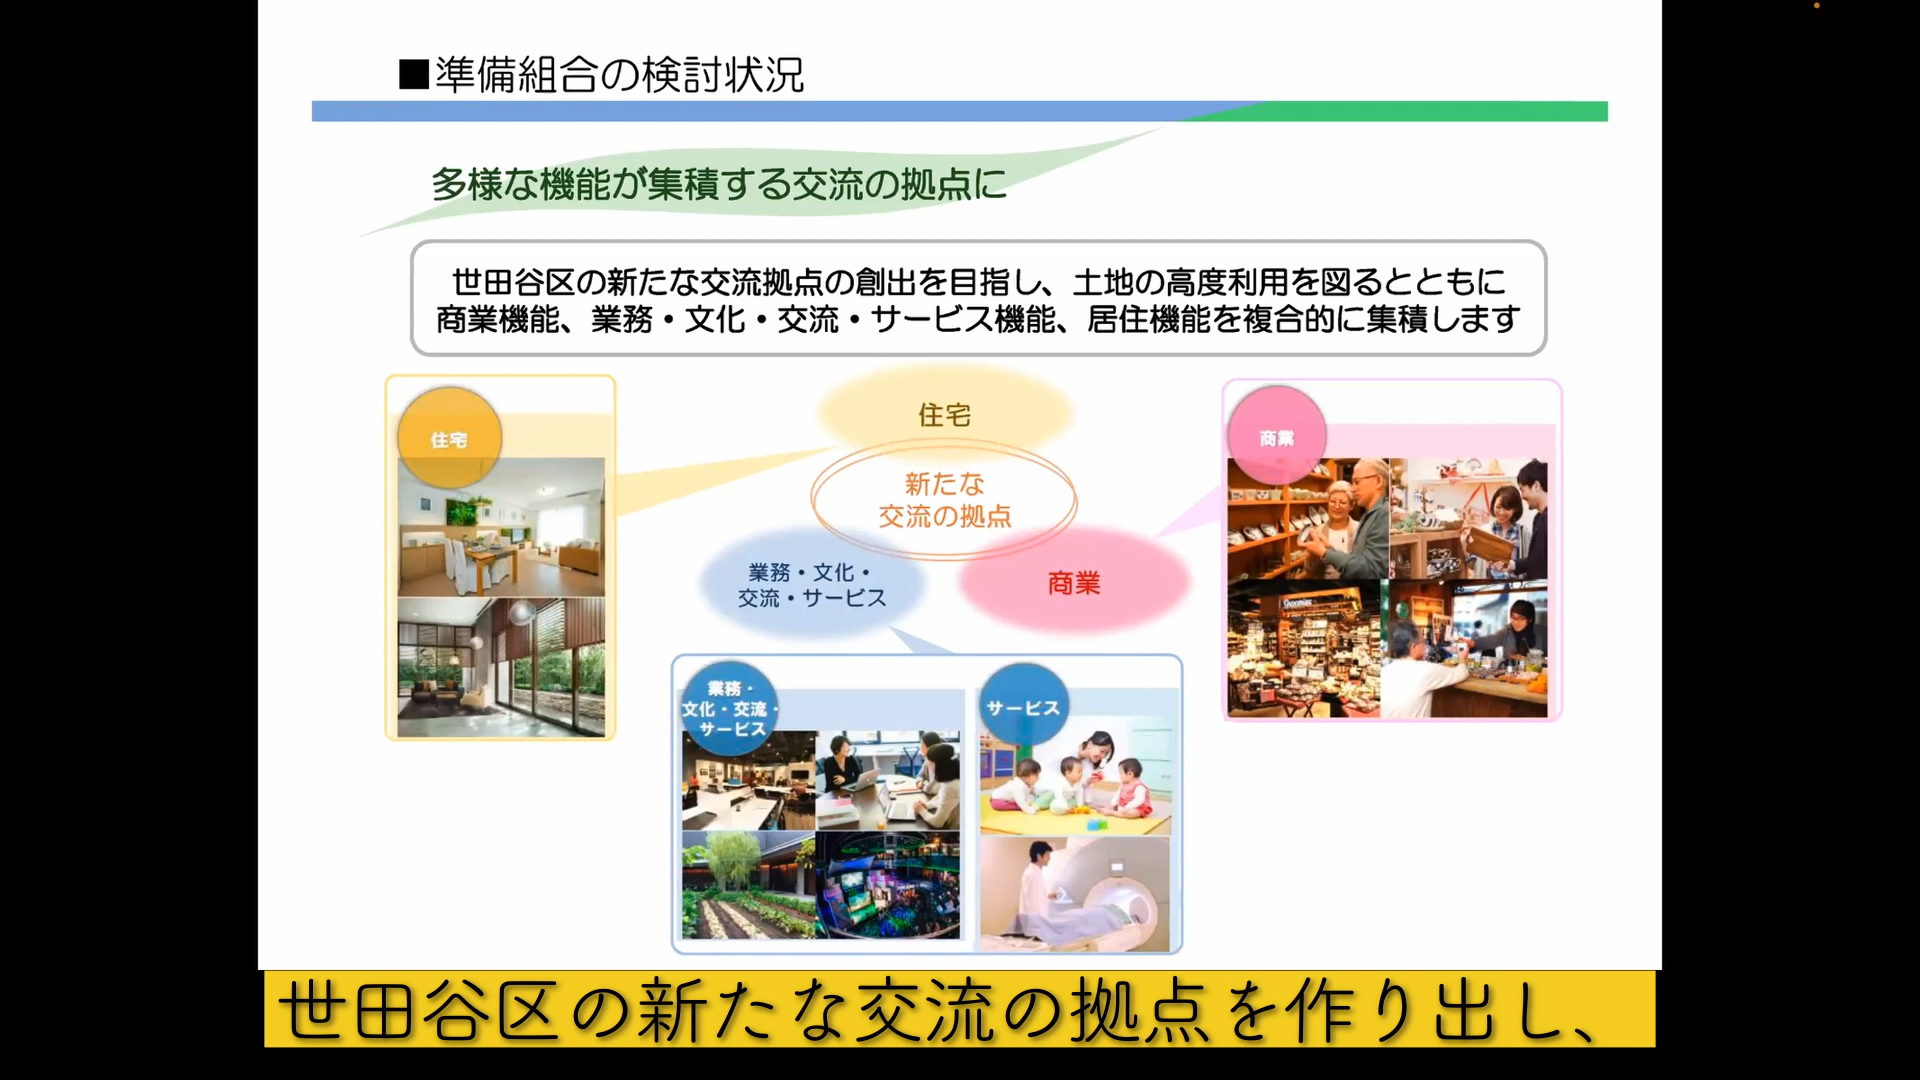 ■準備組合の検討状況
多様な機能が集積する交流の拠点に
世田谷区の新たな交流拠点の創出を目指し、土地の高度利用を図るとともに
商業機能、業務・文化・交流・サービス機能、居住機能を複合的に集積します
住宅
住宅
新たな
交流の拠点
業務・文化・
交流・サービス
商業
商業
業務・
文化・交流・
サービス
サービス
世田谷区の新たな交流の拠点を作り出し、